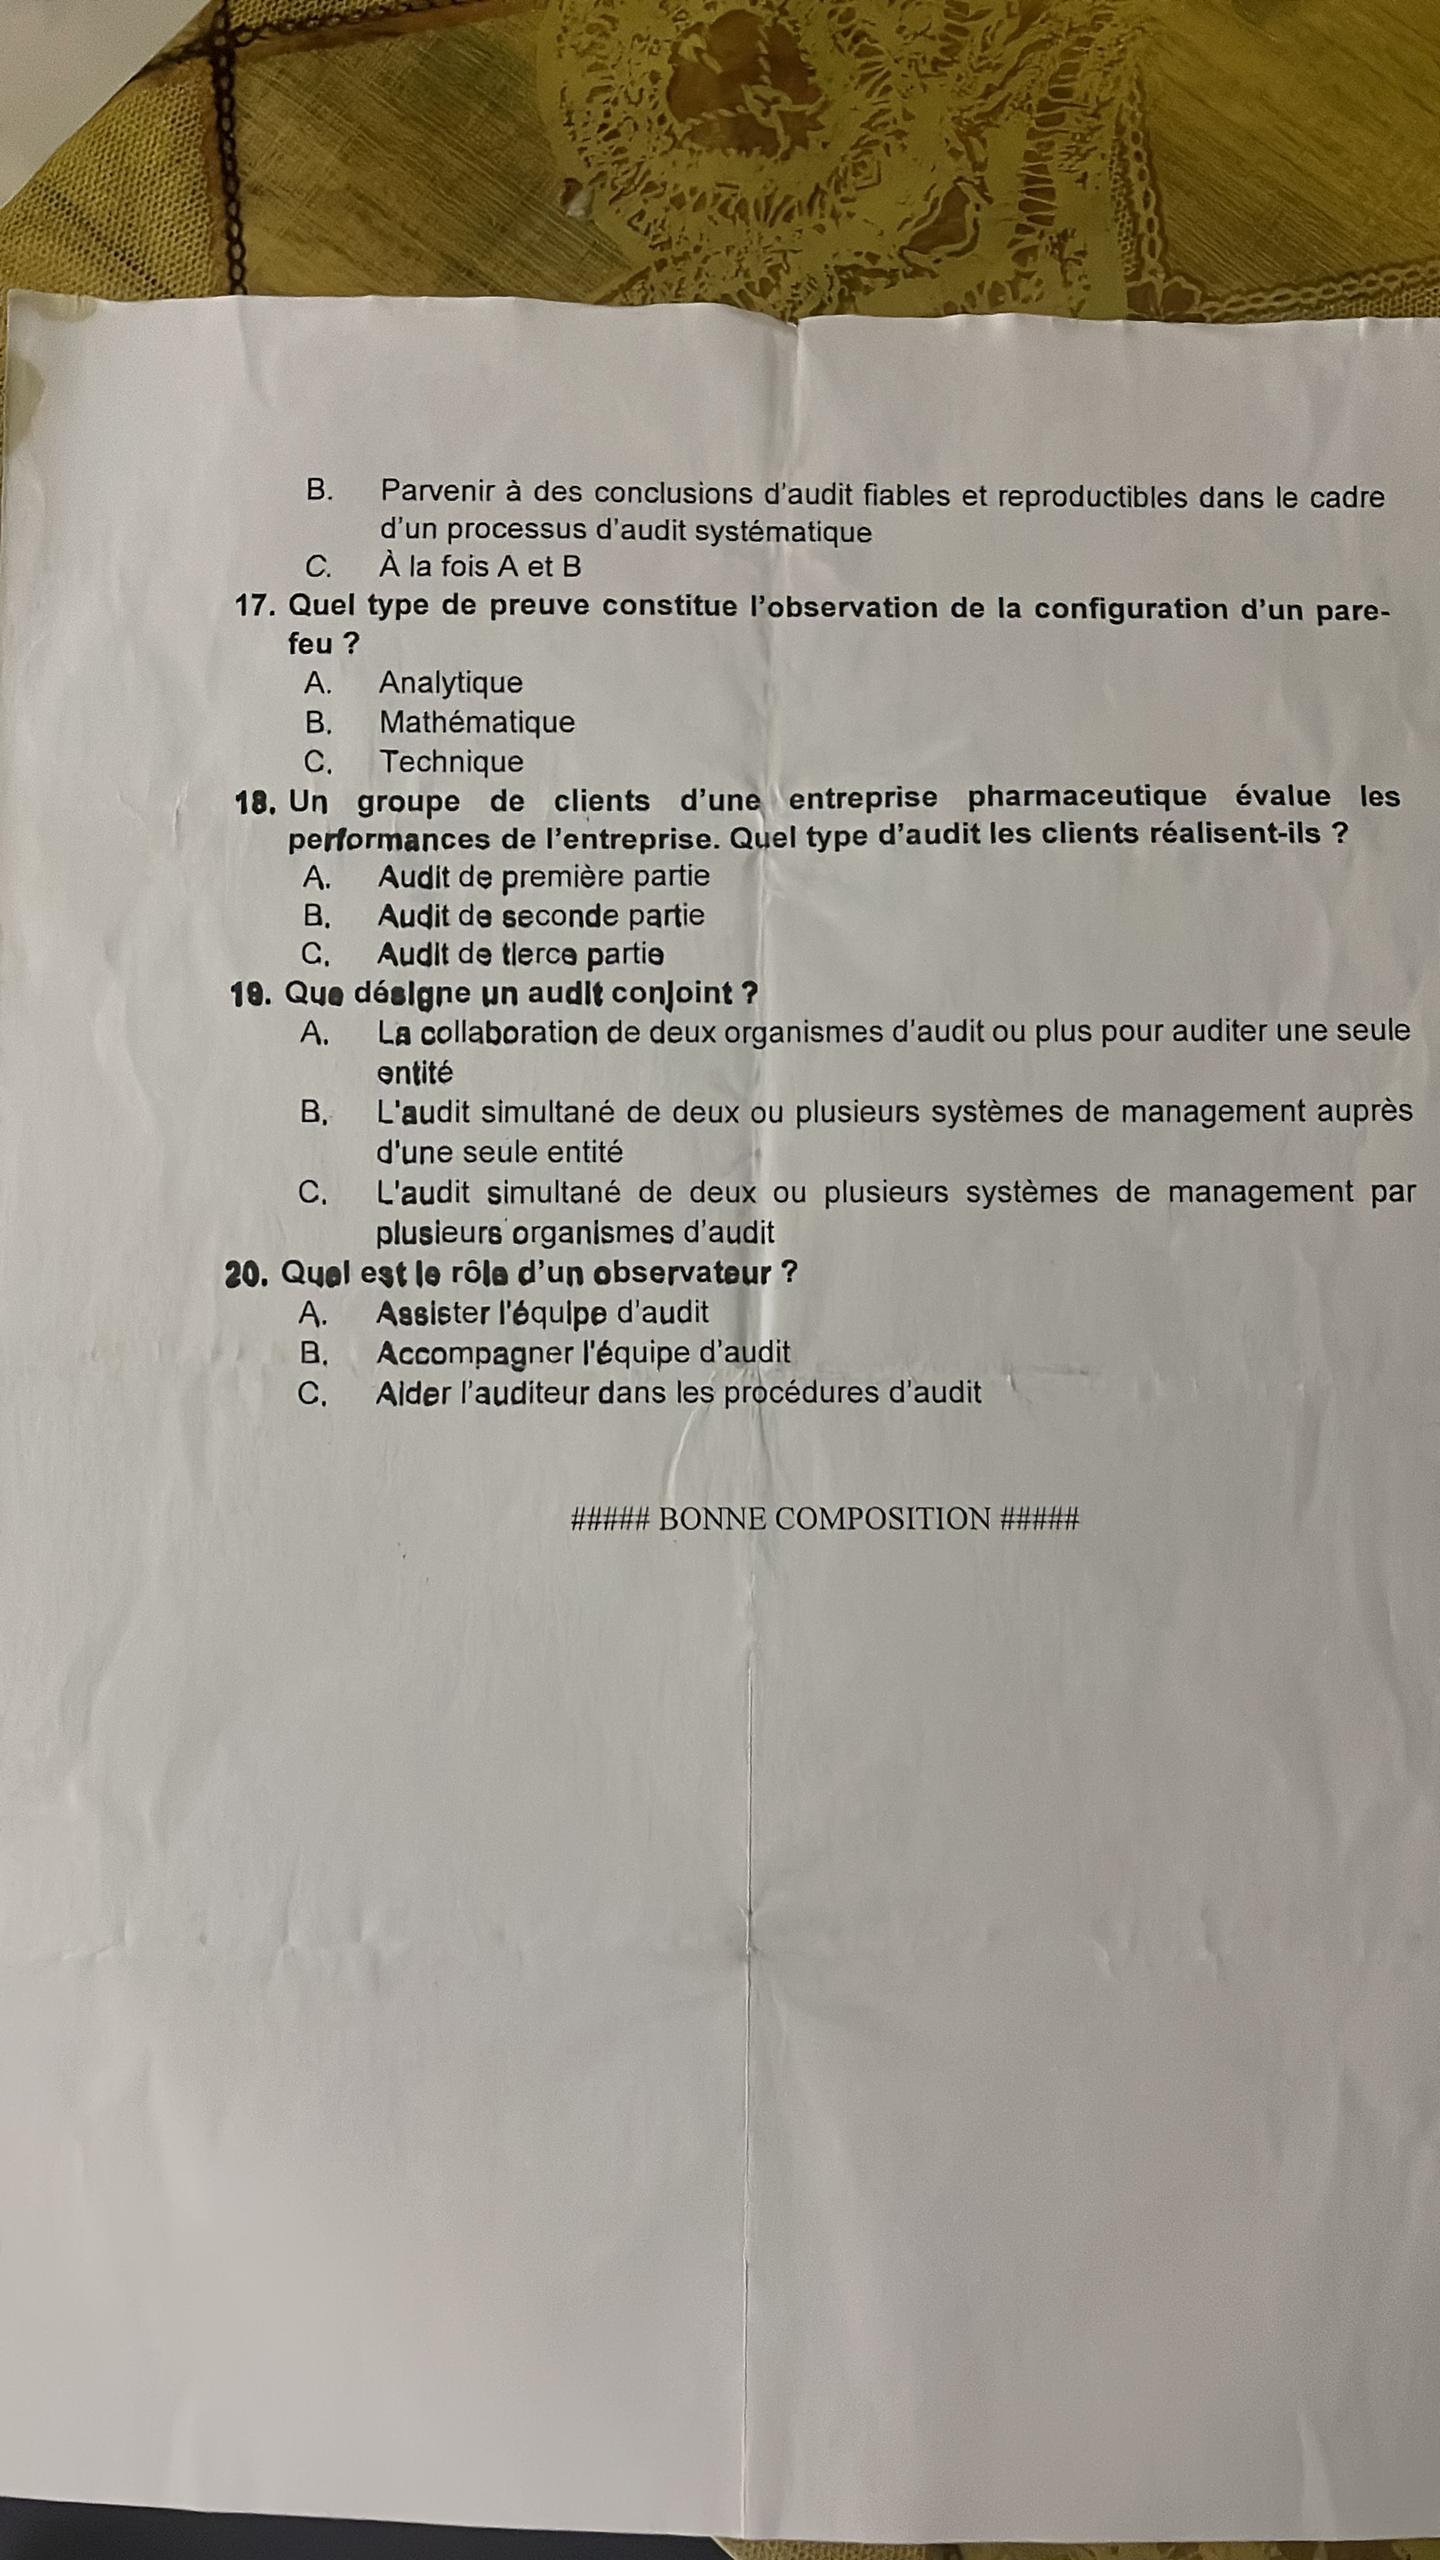 B. Parvenir à des conclusions d'audit fiables et reproductibles dans le cadre
d'un processus d'audit systématique
C. À la fois A et B
17. Quel type de preuve constitue l'observation de la configuration d'un pare-
feu ?
A. Analytique
B. Mathématique
C. Technique
18. Un groupe de clients d'une entreprise pharmaceutique évalue les
performances de l'entreprise. Quel type d'audit les clients réalisent-ils ?
A. Audit de première partie
B. Audit de seconde partie
C. Audit de tierce partie
19. Que désigne un audit conjoint ?
A. La collaboration de deux organismes d'audit ou plus pour auditer une seule
entité
B. L'audit simultané de deux ou plusieurs systèmes de management auprès
d'une seule entité
C. L'audit simultané de deux ou plusieurs systèmes de management par
plusieurs organismes d'audit
20. Quel est le rôle d'un observateur ?
A. Assister l'équipe d'audit
B. Accompagner l'équipe d'audit
C. Aider l'auditeur dans les procédures d'audit
##### BONNE COMPOSITION #####